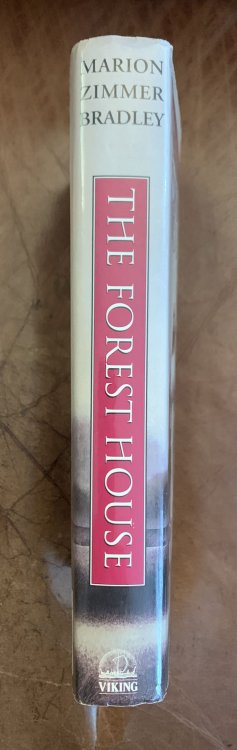 MARION
ZIMMER
BRADLEY
THE FOREST HOUSE
VIKING